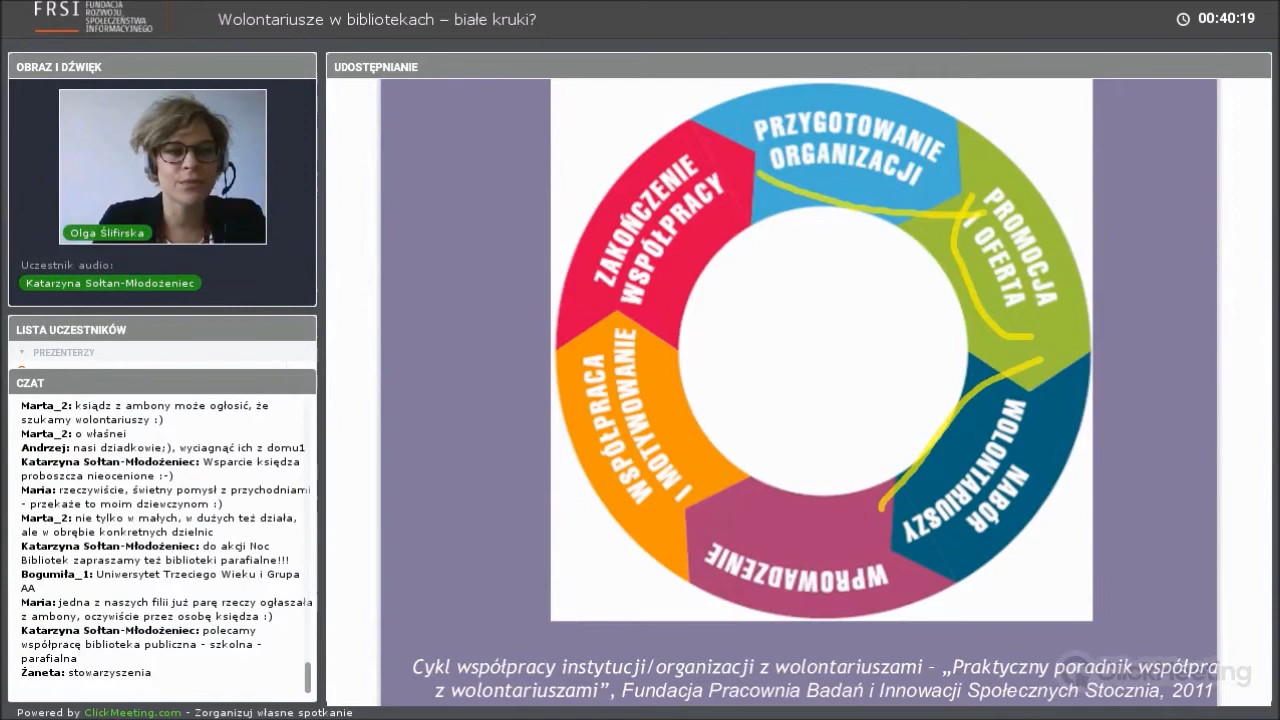 FRSI
FUNDACJA
ROZWOJU
SPOŁECZEŃSTWA
INFORMACYJNEGO
Wolontariusze w bibliotekach – białe kruki?
00:40:19
OBRAZ I DŹWIĘK
Olga Ślifirska
Uczestnik audio:
Katarzyna Sołtan-Młodożeniec
LISTA UCZESTNIKÓW
PREZENTERZY
CZAT
Marta_2: ksiądz z ambony może ogłosić, że
szukamy wolontariuszy :)
Marta_2: o właśnei
Andrzej: nasi dziadkowie;), wyciagnąć ich z domu1
Katarzyna Sołtan-Młodożeniec: Wsparcie księdza
proboszcza nieocenione :-)
Maria: rzeczywiście, świetny pomysł z przychodniami
- przekaże to moim dziewczynom :)
Marta_2: nie tylko w małych, w dużych też działa,
ale w obrębie konkretnych dzielnic
Katarzyna Sołtan-Młodożeniec: do akcji Noc
Bibliotek zapraszamy też biblioteki parafialne!!!
Bogumiła_1: Uniwersytet Trzeciego Wieku i Grupa
AA
Maria: jedna z naszych filii już parę rzeczy ogłaszała
z ambony, oczywiście przez osobę księdza :)
Katarzyna Sołtan-Młodożeniec: polecamy
współpracę biblioteka publiczna - szkolna -
parafialna
Żaneta: stowarzyszenia
UDOSTĘPNIANIE
PRZYGOTOWANIE
ORGANIZACJI
PROMOCJA
I OFERTA
NABÓR
WOLONTARIUSZY
WPROWADZENIE
WSPÓŁPRACA
I MOTYWOWANIE
ZAKOŃCZENIE
WSPÓŁPRACY
Cykl współpracy instytucji/organizacji z wolontariuszami - „Praktyczny poradnik współpra
z wolontariuszami”, Fundacja Pracownia Badań i Innowacji Społecznych Stocznia, 2011
ClickMeeting
Powered by ClickMeeting.com - Zorganizuj własne spotkanie